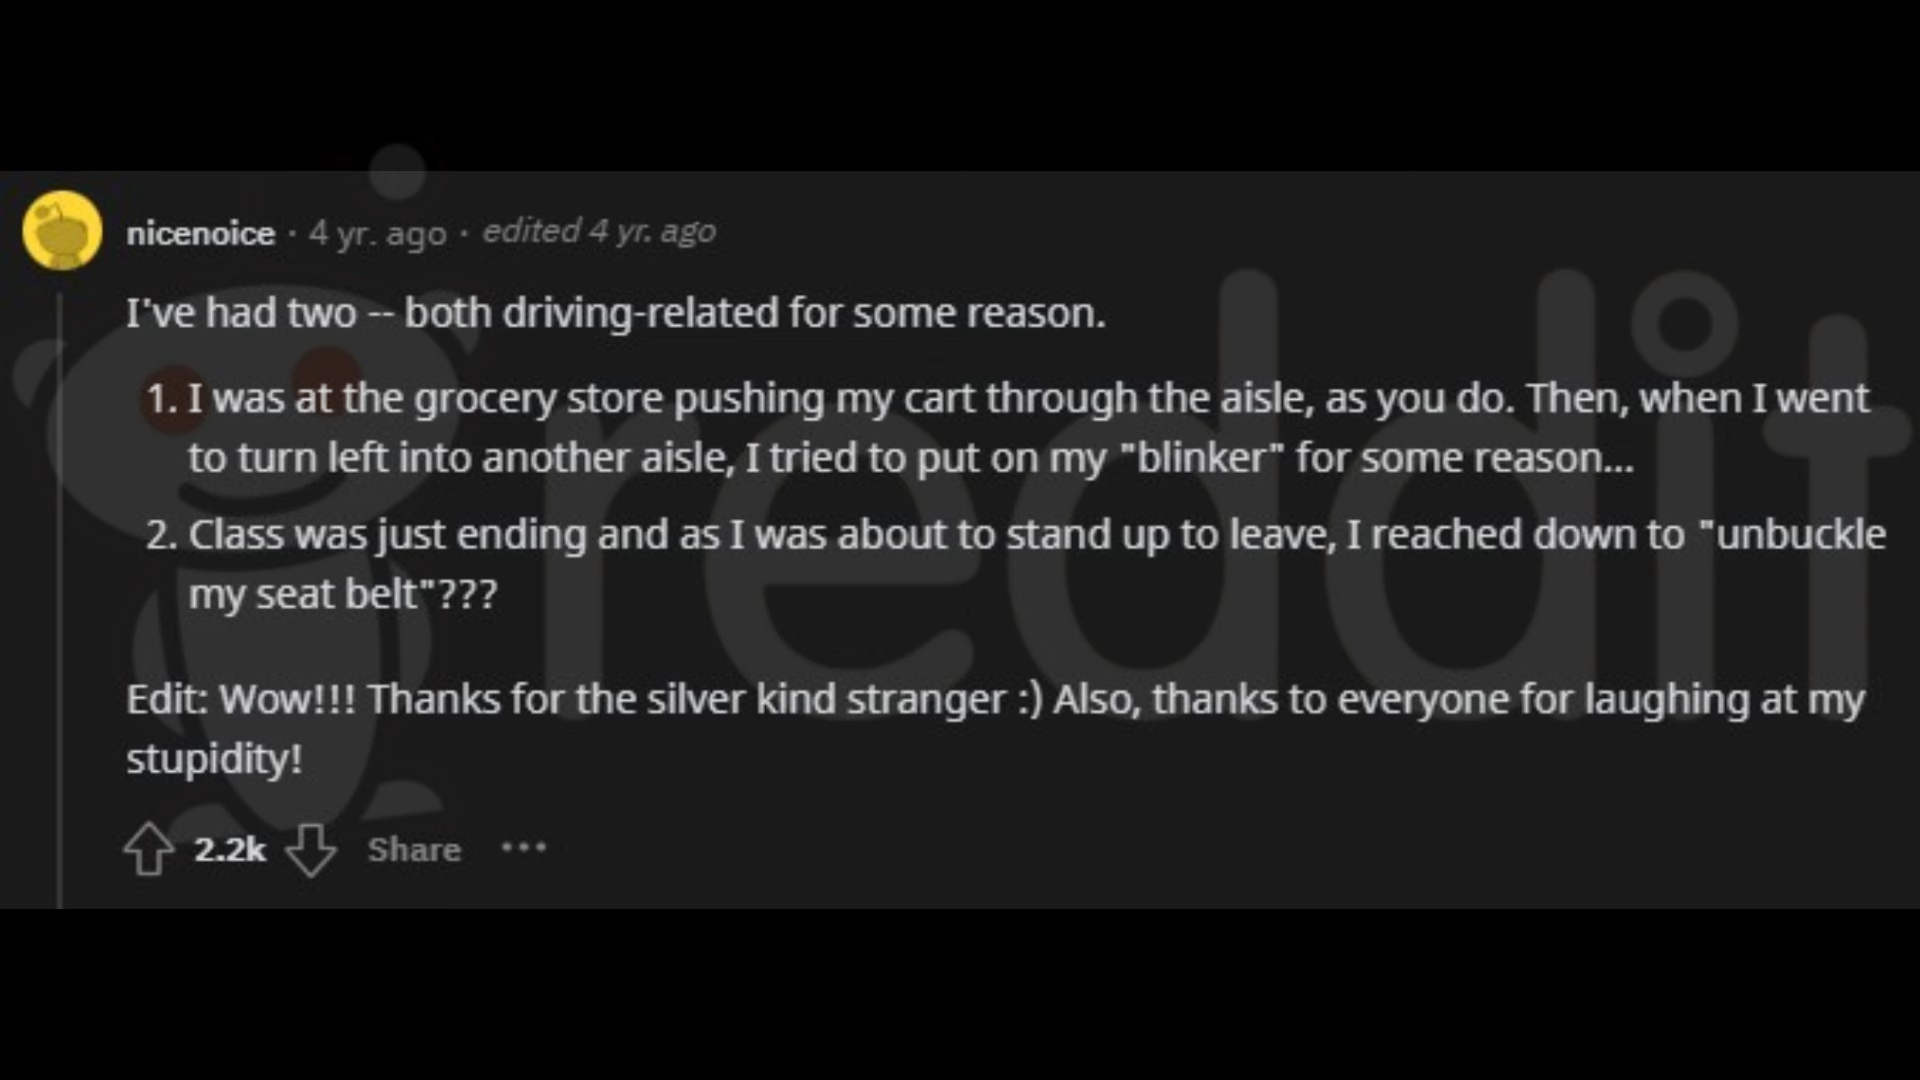 nicenoice · 4 yr. ago · edited 4 yr. ago
I've had two -- both driving-related for some reason.
1. I was at the grocery store pushing my cart through the aisle, as you do. Then, when I went
to turn left into another aisle, I tried to put on my "blinker" for some reason...
2. Class was just ending and as I was about to stand up to leave, I reached down to "unbuckle
my seat belt"???
Edit: Wow!!! Thanks for the silver kind stranger :) Also, thanks to everyone for laughing at my
stupidity!
2.2k Share ···
reddit